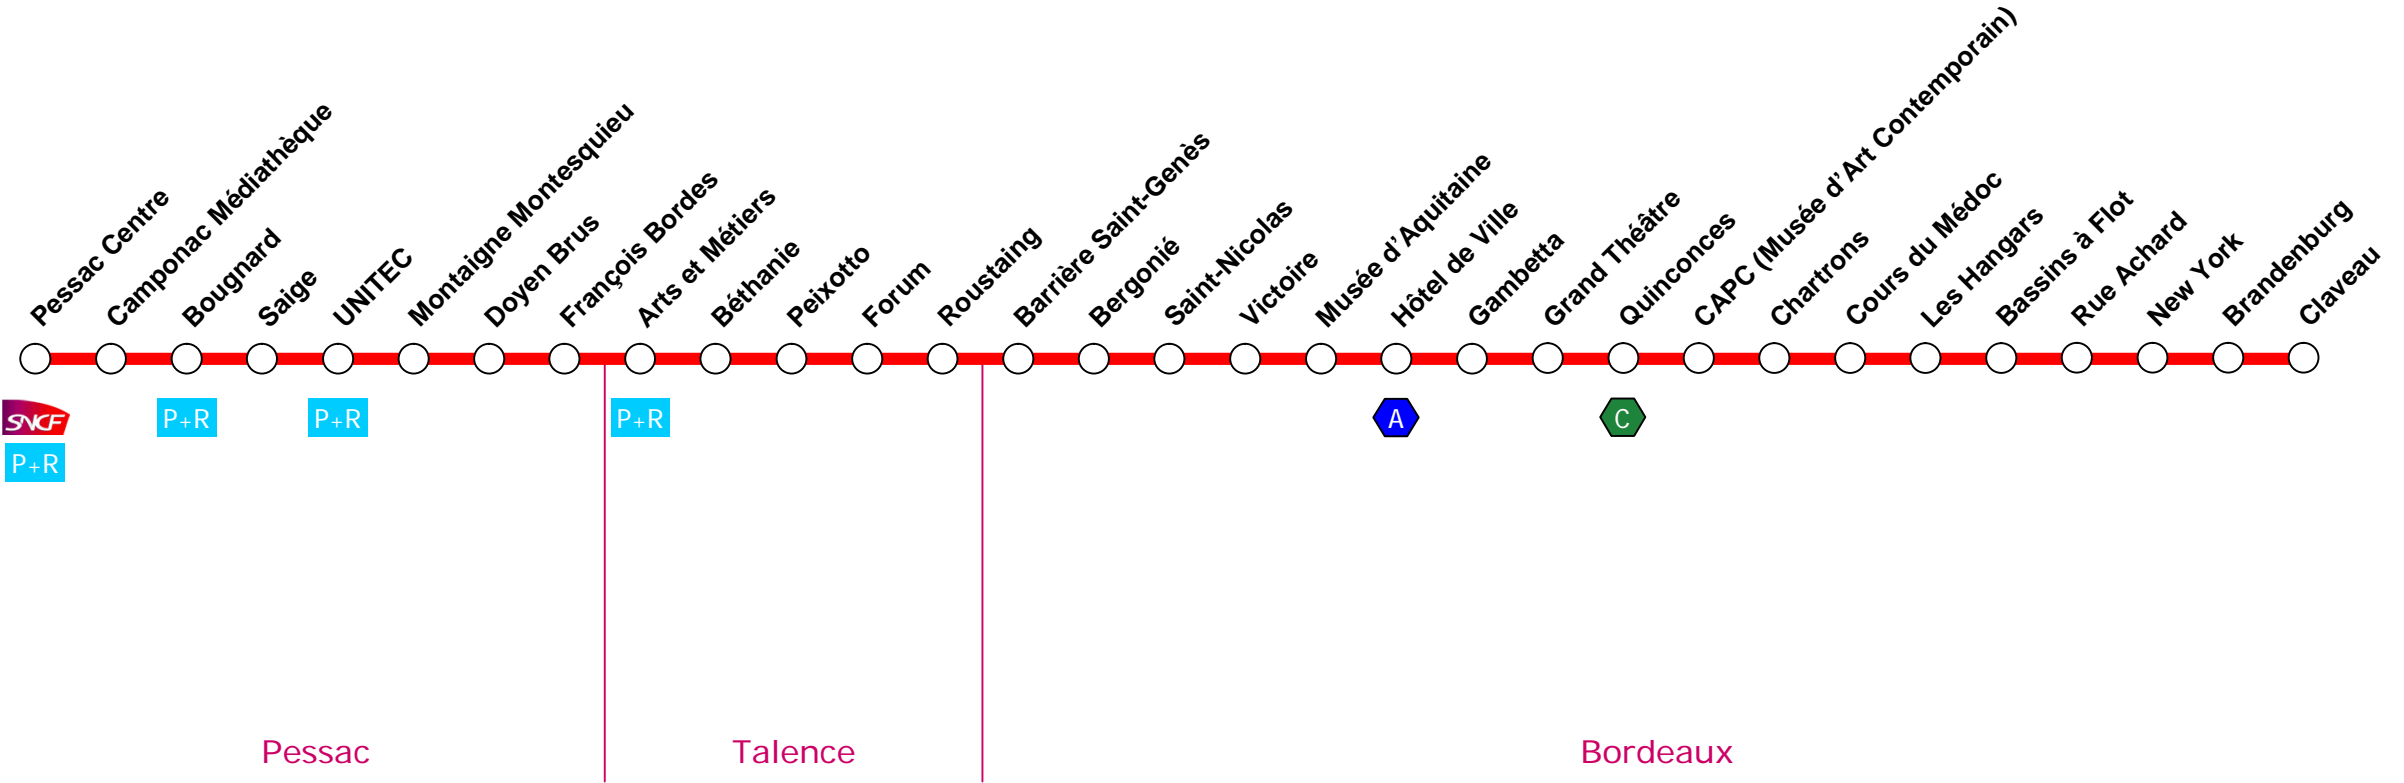 Pessac Centre
Camponac Médiathèque
Bougnard
Saige
UNITEC
Montaigne Montesquieu
Doyen Brus
François Bordes
Arts et Métiers
Béthanie
Peixotto
Forum
Roustaing
Barrière Saint-Genès
Bergonié
Saint-Nicolas
Victoire
Musée d'Aquitaine
Hôtel de Ville
Gambetta
Grand Théâtre
Quinconces
CAPC (Musée d'Art Contemporain)
Chartrons
Cours du Médoc
Les Hangars
Bassins à Flot
Rue Achard
New York
Brandenburg
Claveau
SNCF
P+R
P+R
P+R
P+R
A
C
Pessac
Talence
Bordeaux